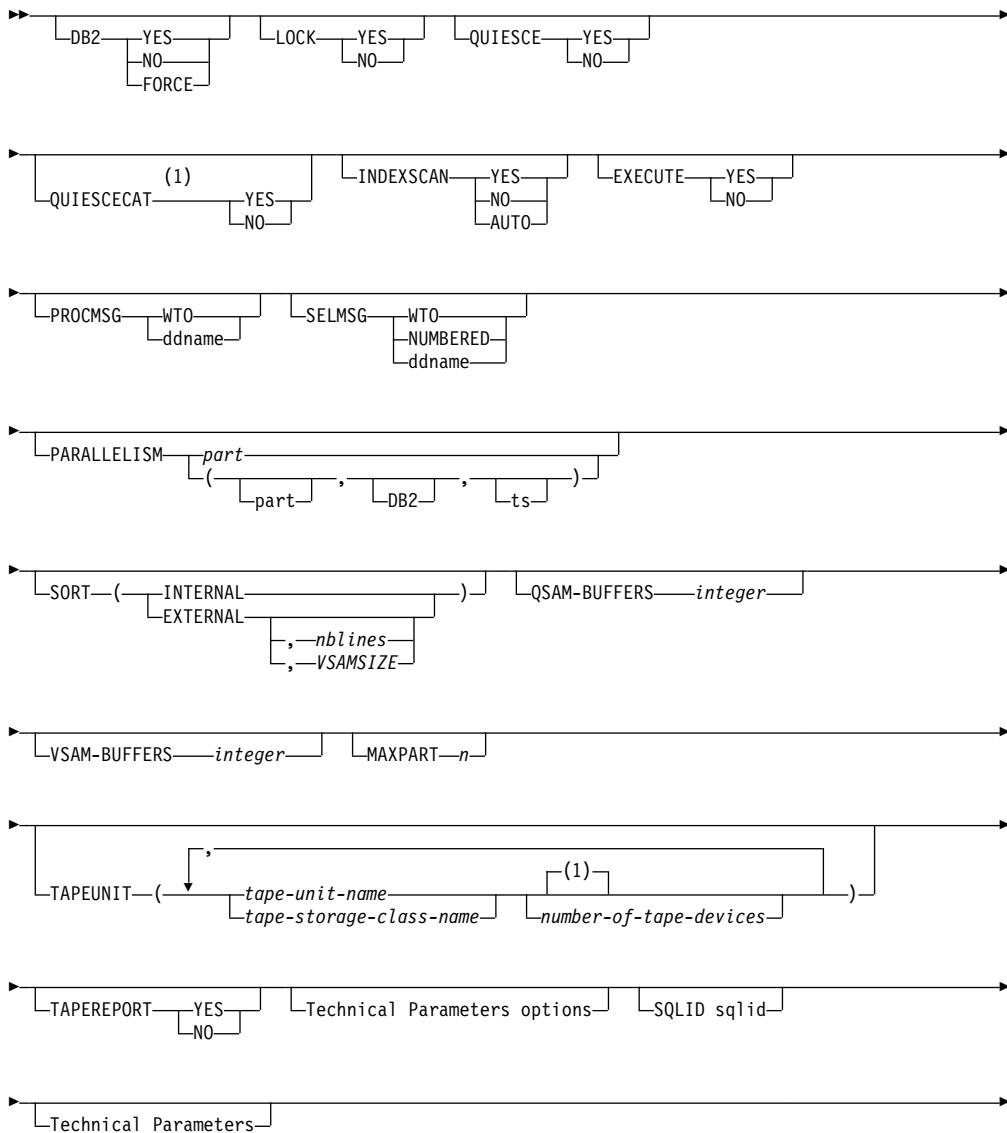 DB2 YES LOCK YES QUIESCE YES
NO NO NO
FORCE
(1) INDEXSCAN YES EXECUTE YES
QUIESCECAT YES NO NO
NO AUTO
PROCMSG WTO SELMSG WTO
ddname NUMBERED
ddname
PARALLELISM part
( , , )
part DB2 ts
SORT ( INTERNAL ) QSAM-BUFFERS integer
EXTERNAL
, nblines
, VSAMSIZE
VSAM-BUFFERS integer MAXPART n
,
(1)
TAPEUNIT ( tape-unit-name )
tape-storage-class-name number-of-tape-devices
TAPEREPORT YES Technical Parameters options SQLID sqlid
NO
Technical Parameters